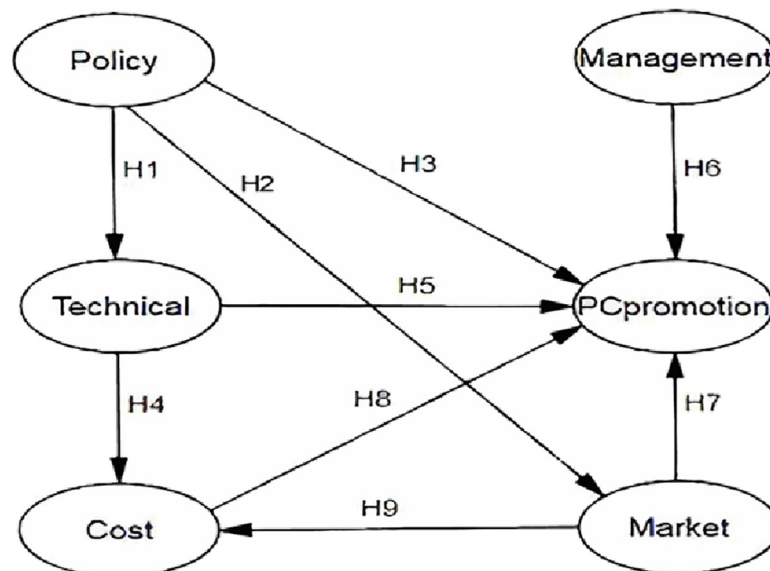 Policy
Management
H1
H2
H3
H6
Technical
H5
PCpromotion
H4
H8
H7
Cost
H9
Market